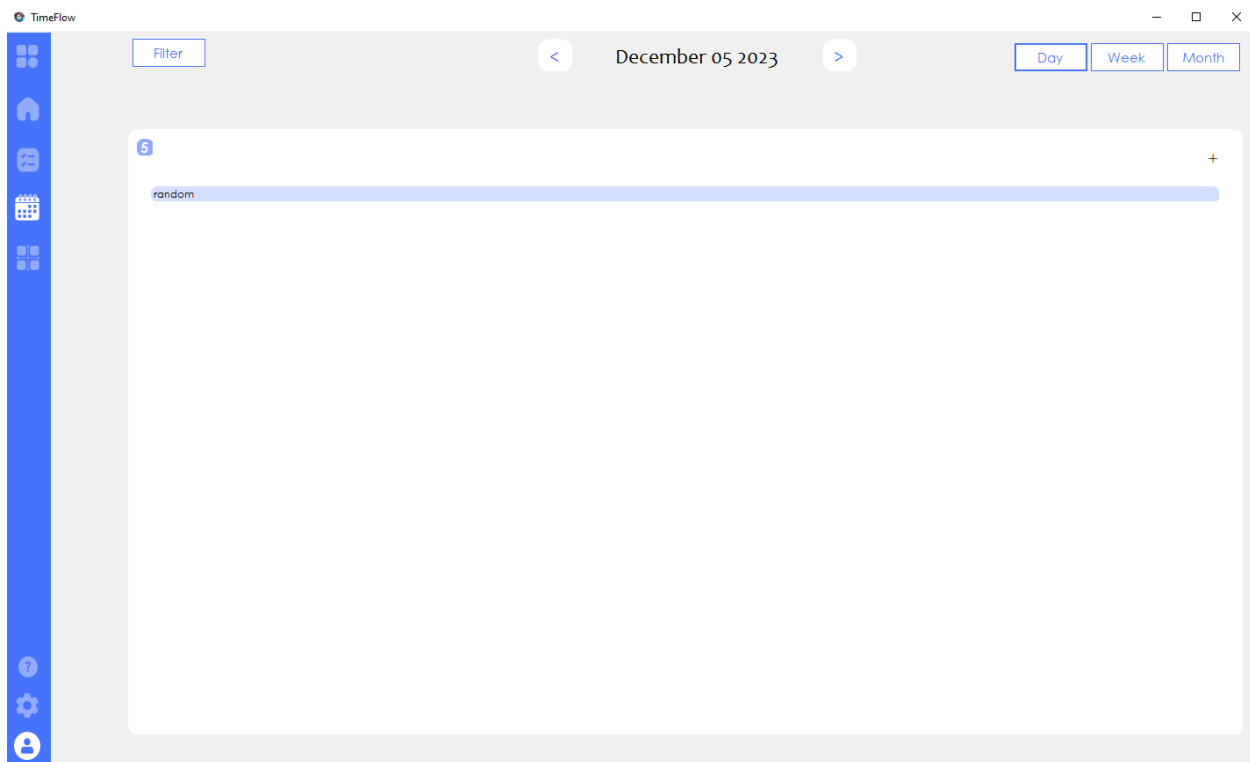 TimeFlow
Filter
< December 05 2023 >
Day Week Month
5
+
random
?